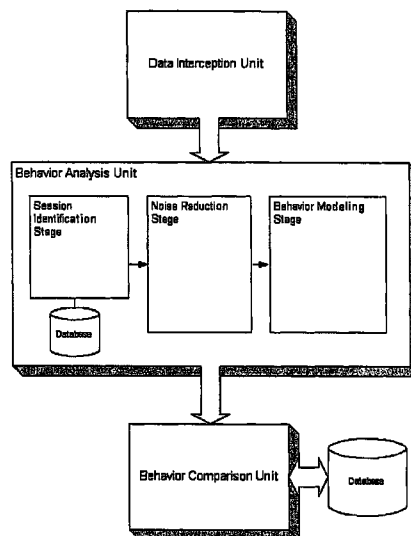 Data Interception Unit
Behavior Analysis Unit
Session
Identification
Stage
Noise Reduction
Stage
Behavior Modeling
Stage
Database
Behavior Comparison Unit
Database